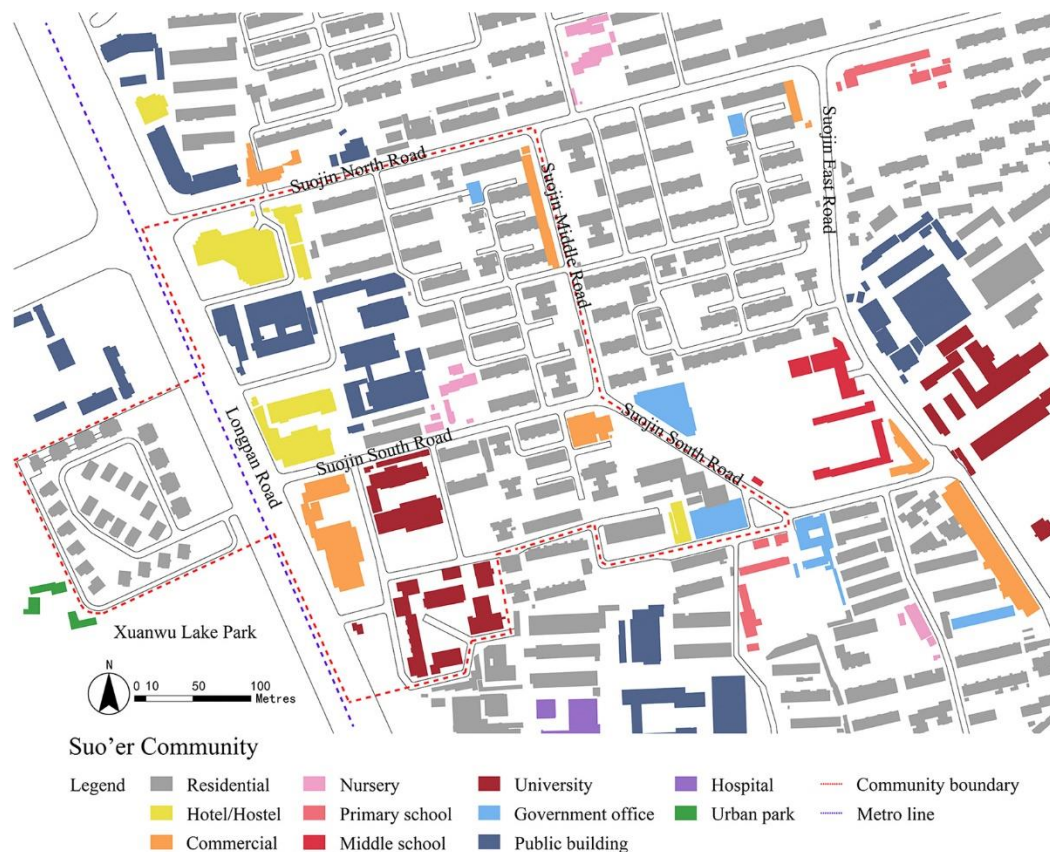 Suojin North Road
Suojin Middle Road
Suojin East Road
Longpan Road
Suojin South Road
Suojin South Road
Xuanwu Lake Park
N
0 10 50 100
Metres
Suo'er Community
Legend
Residential
Nursery
University
Hospital
Community boundary
Hotel/Hostel
Primary school
Government office
Urban park
Metro line
Commercial
Middle school
Public building